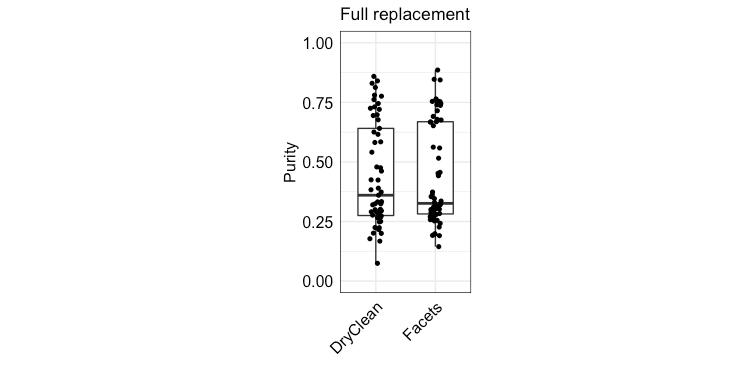 Full replacement
1.00
0.75
0.50
0.25
0.00
Purity
DryClean
Facets